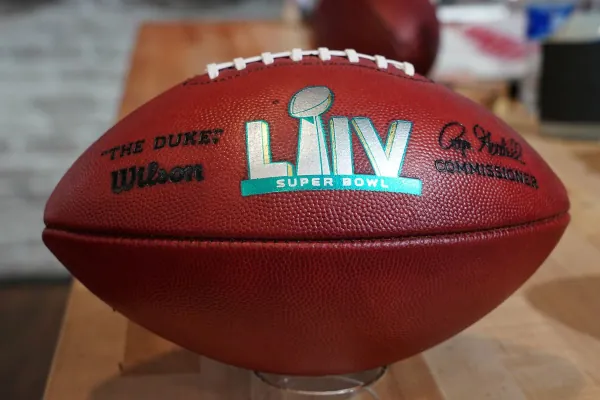 "THE DUKE"
Wilson
LIV
SUPER BOWL
COMMISSIONER